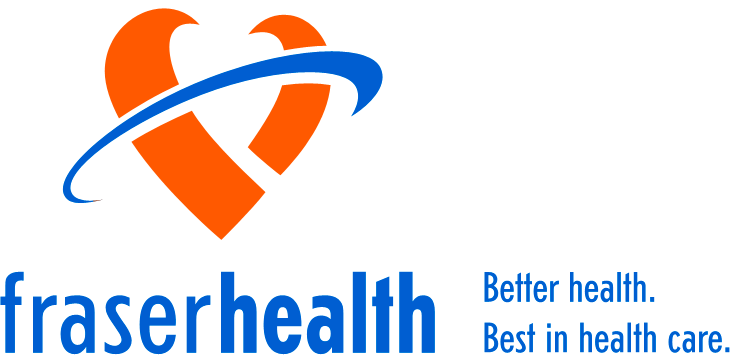 fraserhealth
Better health.
Best in health care.